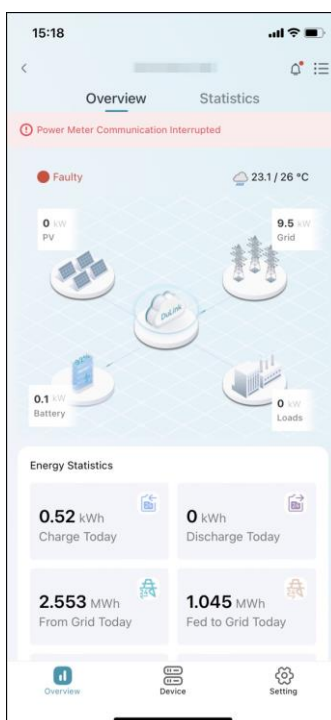 15:18
Overview Statistics
Power Meter Communication Interrupted
Faulty 23.1 / 26 °C
0 kW 9.5 kW
PV Grid
DuLink
0.1 kW 0 kW
Battery Loads
Energy Statistics
0.52 kWh 0 kWh
Charge Today Discharge Today
2.553 MWh 1.045 MWh
From Grid Today Fed to Grid Today
Overview Device Setting